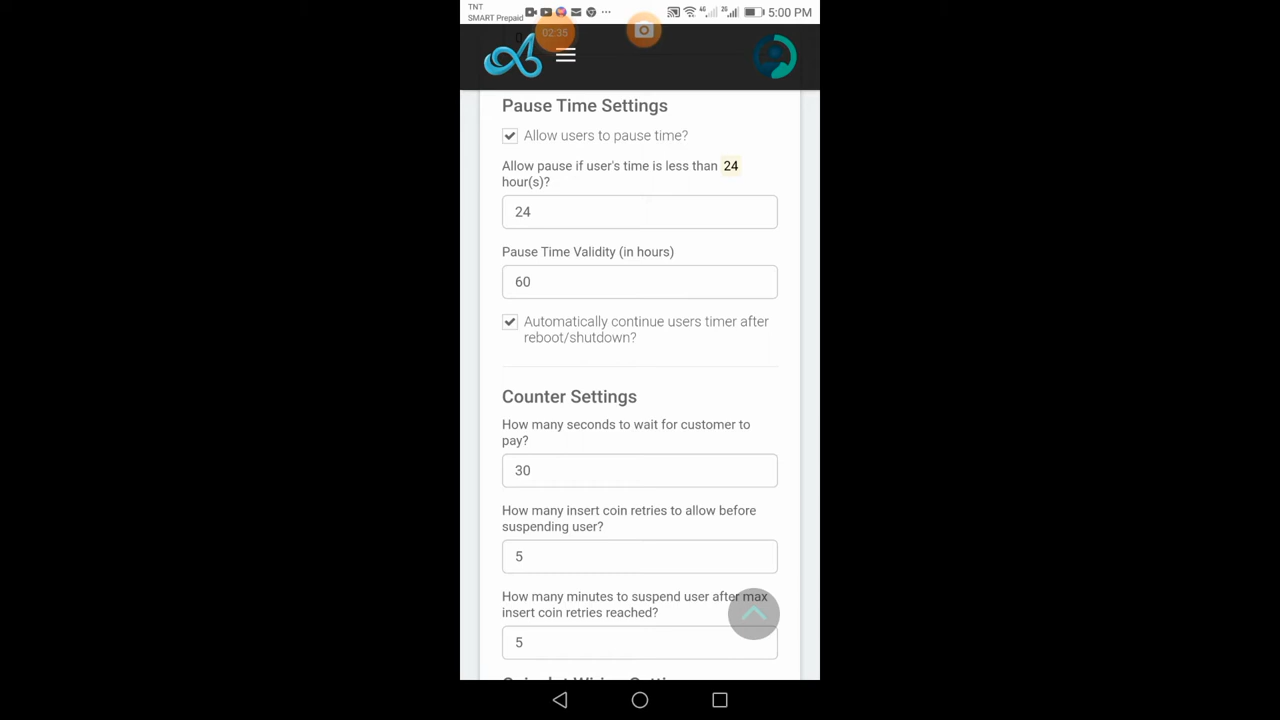 TNT
SMART Prepaid
4G
2G
5:00 PM
02:35
Pause Time Settings
Allow users to pause time?
Allow pause if user's time is less than 24
hour(s)?
24
Pause Time Validity (in hours)
60
Automatically continue users timer after
reboot/shutdown?
Counter Settings
How many seconds to wait for customer to
pay?
30
How many insert coin retries to allow before
suspending user?
5
How many minutes to suspend user after max
insert coin retries reached?
5